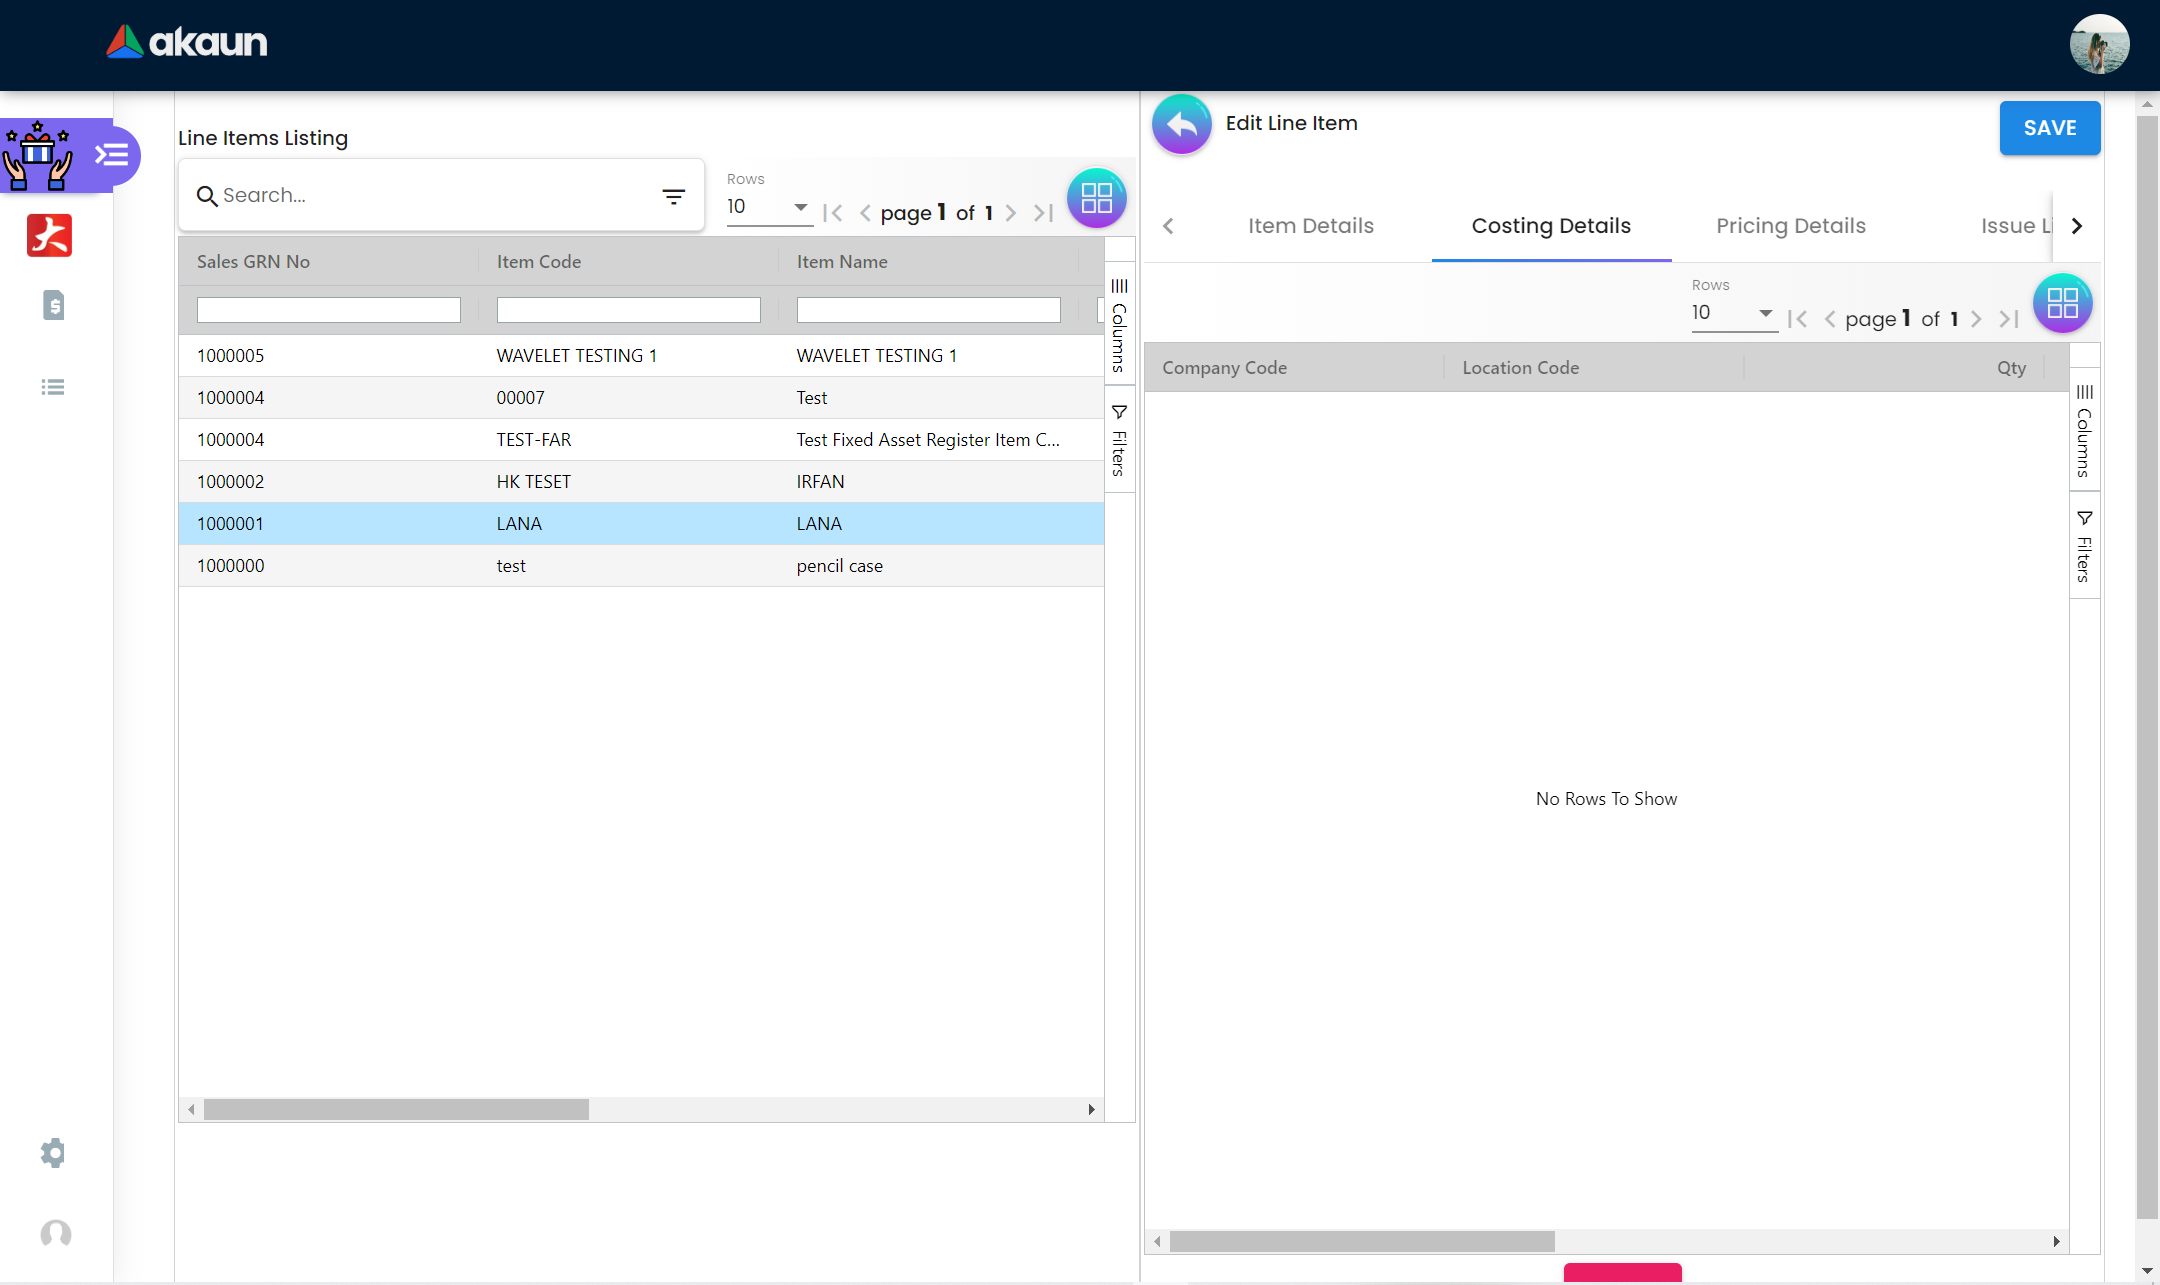 akaun
Line Items Listing
Search...
Rows
10
page 1 of 1
Sales GRN No Item Code Item Name
1000005 WAVELET TESTING 1 WAVELET TESTING 1
1000004 00007 Test
1000004 TEST-FAR Test Fixed Asset Register Item C...
1000002 HK TESET IRFAN
1000001 LANA LANA
1000000 test pencil case
Columns
Filters
Edit Line Item
SAVE
Item Details Costing Details Pricing Details Issue Li
Rows
10
page 1 of 1
Company Code Location Code Qty
No Rows To Show
Columns
Filters